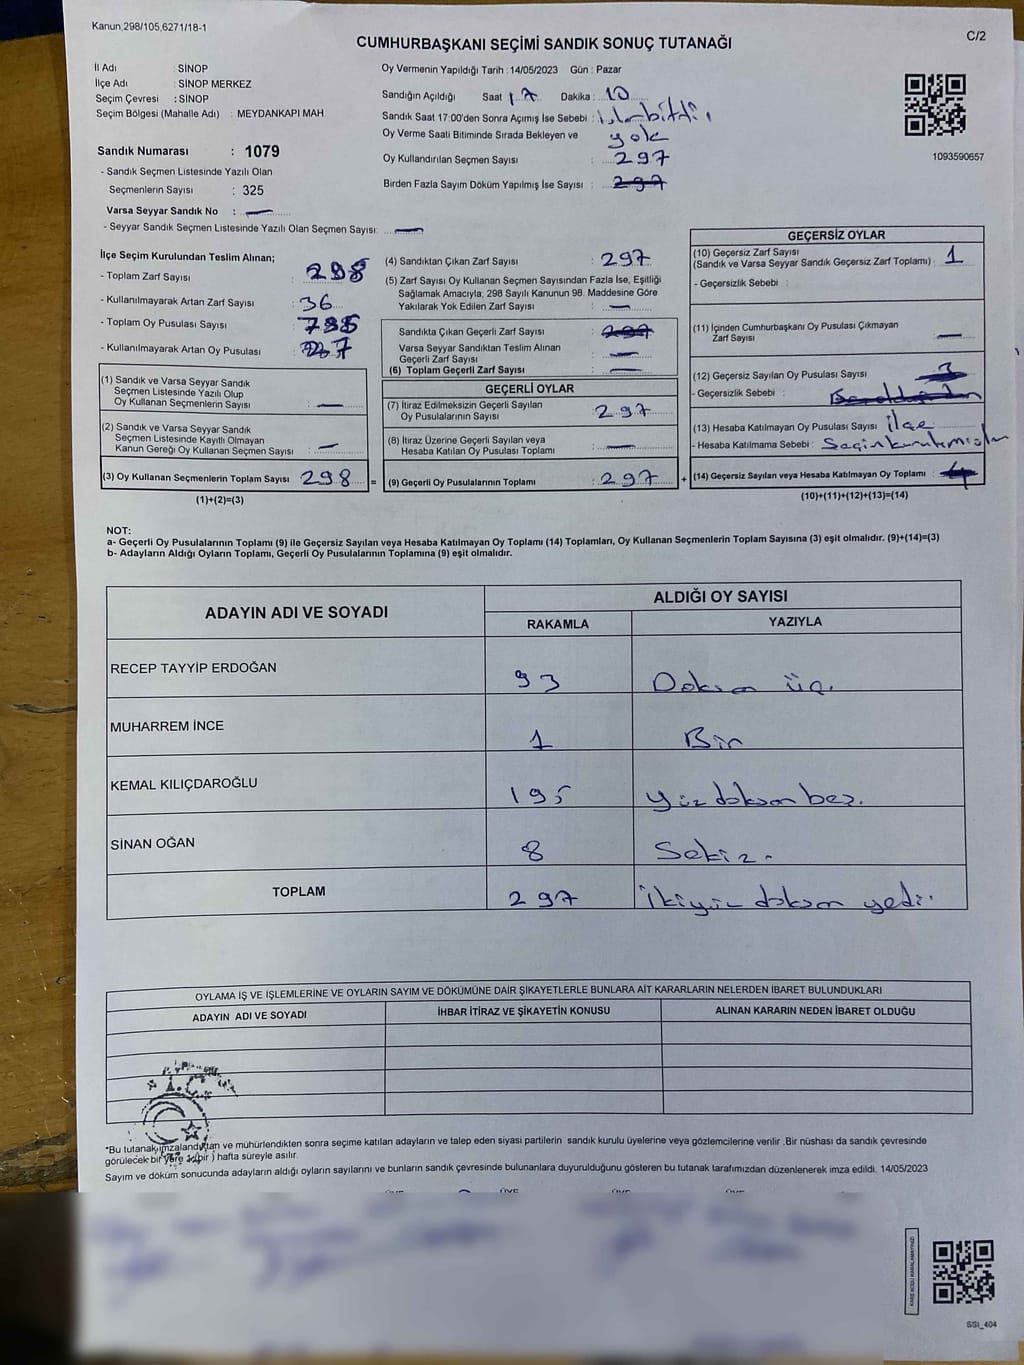 Kanun,298/105,6271/18-1
C/2
CUMHURBAŞKANI SEÇİMİ SANDIK SONUÇ TUTANAĞI
İl Adı : SİNOP
İlçe Adı : SİNOP MERKEZ
Seçim Çevresi : SİNOP
Seçim Bölgesi (Mahalle Adı) : MEYDANKAPI MAH
Oy Vermenin Yapıldığı Tarih :14/05/2023 Gün : Pazar
Sandığın Açıldığı Saat 17 Dakika : 10
Sandık Saat 17:00'den Sonra Açımış İse Sebebi :
Oy Verme Saati Bitiminde Sırada Bekleyen ve yok
Oy Kullandırılan Seçmen Sayısı : 297
Birden Fazla Sayım Döküm Yapılmış İse Sayısı : 297
1093590657
Sandık Numarası : 1079
- Sandık Seçmen Listesinde Yazılı Olan
Seçmenlerin Sayısı : 325
Varsa Seyyar Sandık No : —
- Seyyar Sandık Seçmen Listesinde Yazılı Olan Seçmen Sayısı: —
İlçe Seçim Kurulundan Teslim Alınan;
- Toplam Zarf Sayısı : 298
- Kullanılmayarak Artan Zarf Sayısı : 36
- Toplam Oy Pusulası Sayısı :
- Kullanılmayarak Artan Oy Pusulası :
(1) Sandık ve Varsa Seyyar Sandık
Seçmen Listesinde Yazılı Olup
Oy Kullanan Seçmenlerin Sayısı : —
(2) Sandık ve Varsa Seyyar Sandık
Seçmen Listesinde Kayıtlı Olmayan
Kanun Gereği Oy Kullanan Seçmen Sayısı : —
(3) Oy Kullanan Seçmenlerin Toplam Sayısı : 298 =
(1)+(2)=(3)
(4) Sandıktan Çıkan Zarf Sayısı : 297
(5) Zarf Sayısı Oy Kullanan Seçmen Sayısından Fazla İse, Eşitliği
Sağlamak Amacıyla; 298 Sayılı Kanunun 98. Maddesine Göre
Yakılarak Yok Edilen Zarf Sayısı : —
Sandıkta Çıkan Geçerli Zarf Sayısı : 297
Varsa Seyyar Sandıktan Teslim Alınan
Geçerli Zarf Sayısı : —
(6) Toplam Geçerli Zarf Sayısı : —
GEÇERLİ OYLAR
(7) İtiraz Edilmeksizin Geçerli Sayılan
Oy Pusulalarının Sayısı : 297
(8) İtiraz Üzerine Geçerli Sayılan veya
Hesaba Katılan Oy Pusulası Toplamı : —
(9) Geçerli Oy Pusulalarının Toplamı : 297 +
GEÇERSİZ OYLAR
(10) Geçersiz Zarf Sayısı
(Sandık ve Varsa Seyyar Sandık Geçersiz Zarf Toplamı) : 1
- Geçersizlik Sebebi :
(11) İçinden Cumhurbaşkanı Oy Pusulası Çıkmayan
Zarf Sayısı : —
(12) Geçersiz Sayılan Oy Pusulası Sayısı : 3
- Geçersizlik Sebebi :
(13) Hesaba Katılmayan Oy Pusulası Sayısı : ilçe
- Hesaba Katılmama Sebebi :
(14) Geçersiz Sayılan veya Hesaba Katılmayan Oy Toplamı : 4
(10)+(11)+(12)+(13)=(14)
NOT:
a- Geçerli Oy Pusulalarının Toplamı (9) ile Geçersiz Sayılan veya Hesaba Katılmayan Oy Toplamı (14) Toplamları, Oy Kullanan Seçmenlerin Toplam Sayısına (3) eşit olmalıdır. (9)+(14)=(3)
b- Adayların Aldığı Oyların Toplamı, Geçerli Oy Pusulalarının Toplamına (9) eşit olmalıdır.
ADAYIN ADI VE SOYADI
ALDIĞI OY SAYISI
RAKAMLA YAZIYLA
RECEP TAYYİP ERDOĞAN 93 Doksan üç.
MUHARREM İNCE 1 Bir
KEMAL KILIÇDAROĞLU 195 yüz doksan beş.
SİNAN OĞAN 8 Sekiz.
TOPLAM 297 ikiyüz doksan yedi.
OYLAMA İŞ VE İŞLEMLERİNE VE OYLARIN SAYIM VE DÖKÜMÜNE DAİR ŞİKAYETLERLE BUNLARA AİT KARARLARIN NELERDEN İBARET BULUNDUKLARI
ADAYIN ADI VE SOYADI İHBAR İTİRAZ VE ŞİKAYETİN KONUSU ALINAN KARARIN NEDEN İBARET OLDUĞU
T.C.
*Bu tutanak imzalandıktan ve mühürlendikten sonra seçime katılan adayların ve talep eden siyasi partilerin sandık kurulu üyelerine veya gözlemcilerine verilir .Bir nüshası da sandık çevresinde
görülecek bir yere 1 (bir ) hafta süreyle asılır.
Sayım ve döküm sonucunda adayların aldığı oyların sayılarını ve bunların sandık çevresinde bulunanlara duyurulduğunu gösteren bu tutanak tarafımızdan düzenlenerek imza edildi. 14/05/2023
SSI_404